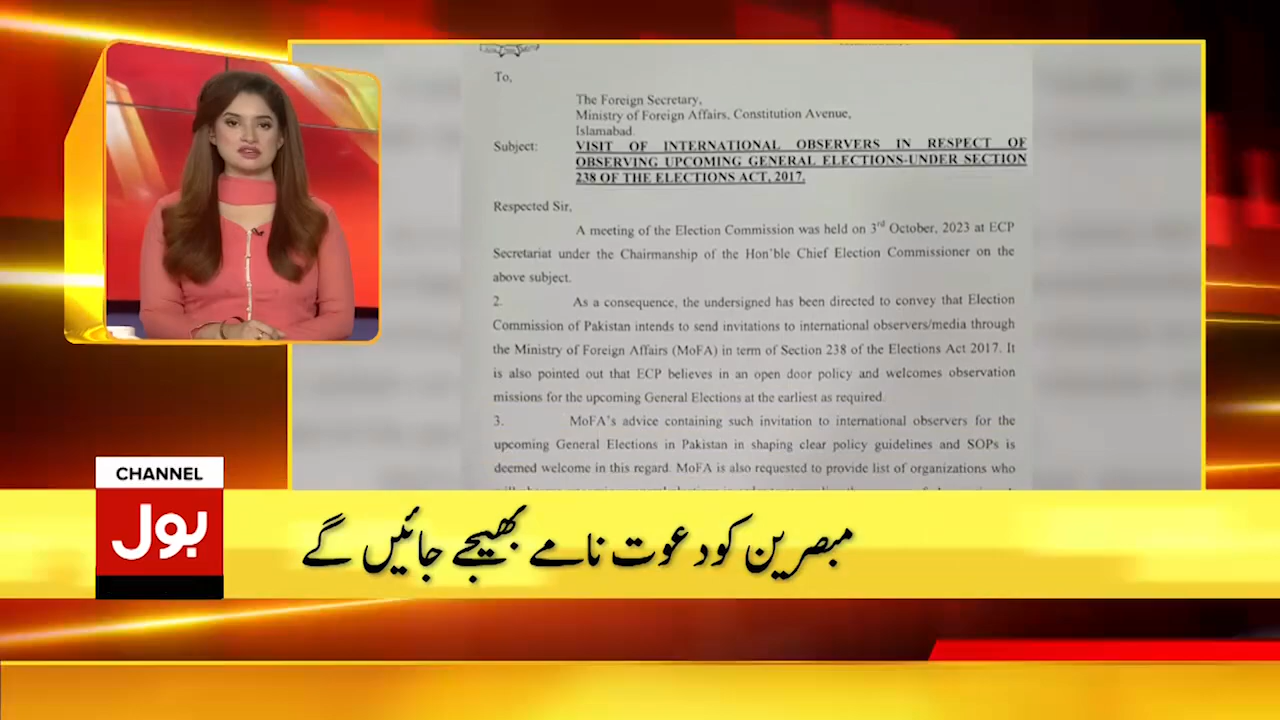 To,
The Foreign Secretary,
Ministry of Foreign Affairs, Constitution Avenue,
Islamabad.
Subject: VISIT OF INTERNATIONAL OBSERVERS IN RESPECT OF
OBSERVING UPCOMING GENERAL ELECTIONS-UNDER SECTION
238 OF THE ELECTIONS ACT, 2017.
Respected Sir,
A meeting of the Election Commission was held on 3rd October, 2023 at ECP
Secretariat under the Chairmanship of the Hon'ble Chief Election Commissioner on the
above subject.
2. As a consequence, the undersigned has been directed to convey that Election
Commission of Pakistan intends to send invitations to international observers/media through
the Ministry of Foreign Affairs (MoFA) in term of Section 238 of the Elections Act 2017. It
is also pointed out that ECP believes in an open door policy and welcomes observation
missions for the upcoming General Elections at the earliest as required.
3. MoFA's advice containing such invitation to international observers for the
upcoming General Elections in Pakistan in shaping clear policy guidelines and SOPs is
deemed welcome in this regard. MoFA is also requested to provide list of organizations who
CHANNEL
بول
مبصرین کو دعوت نامے بھیجے جائیں گے